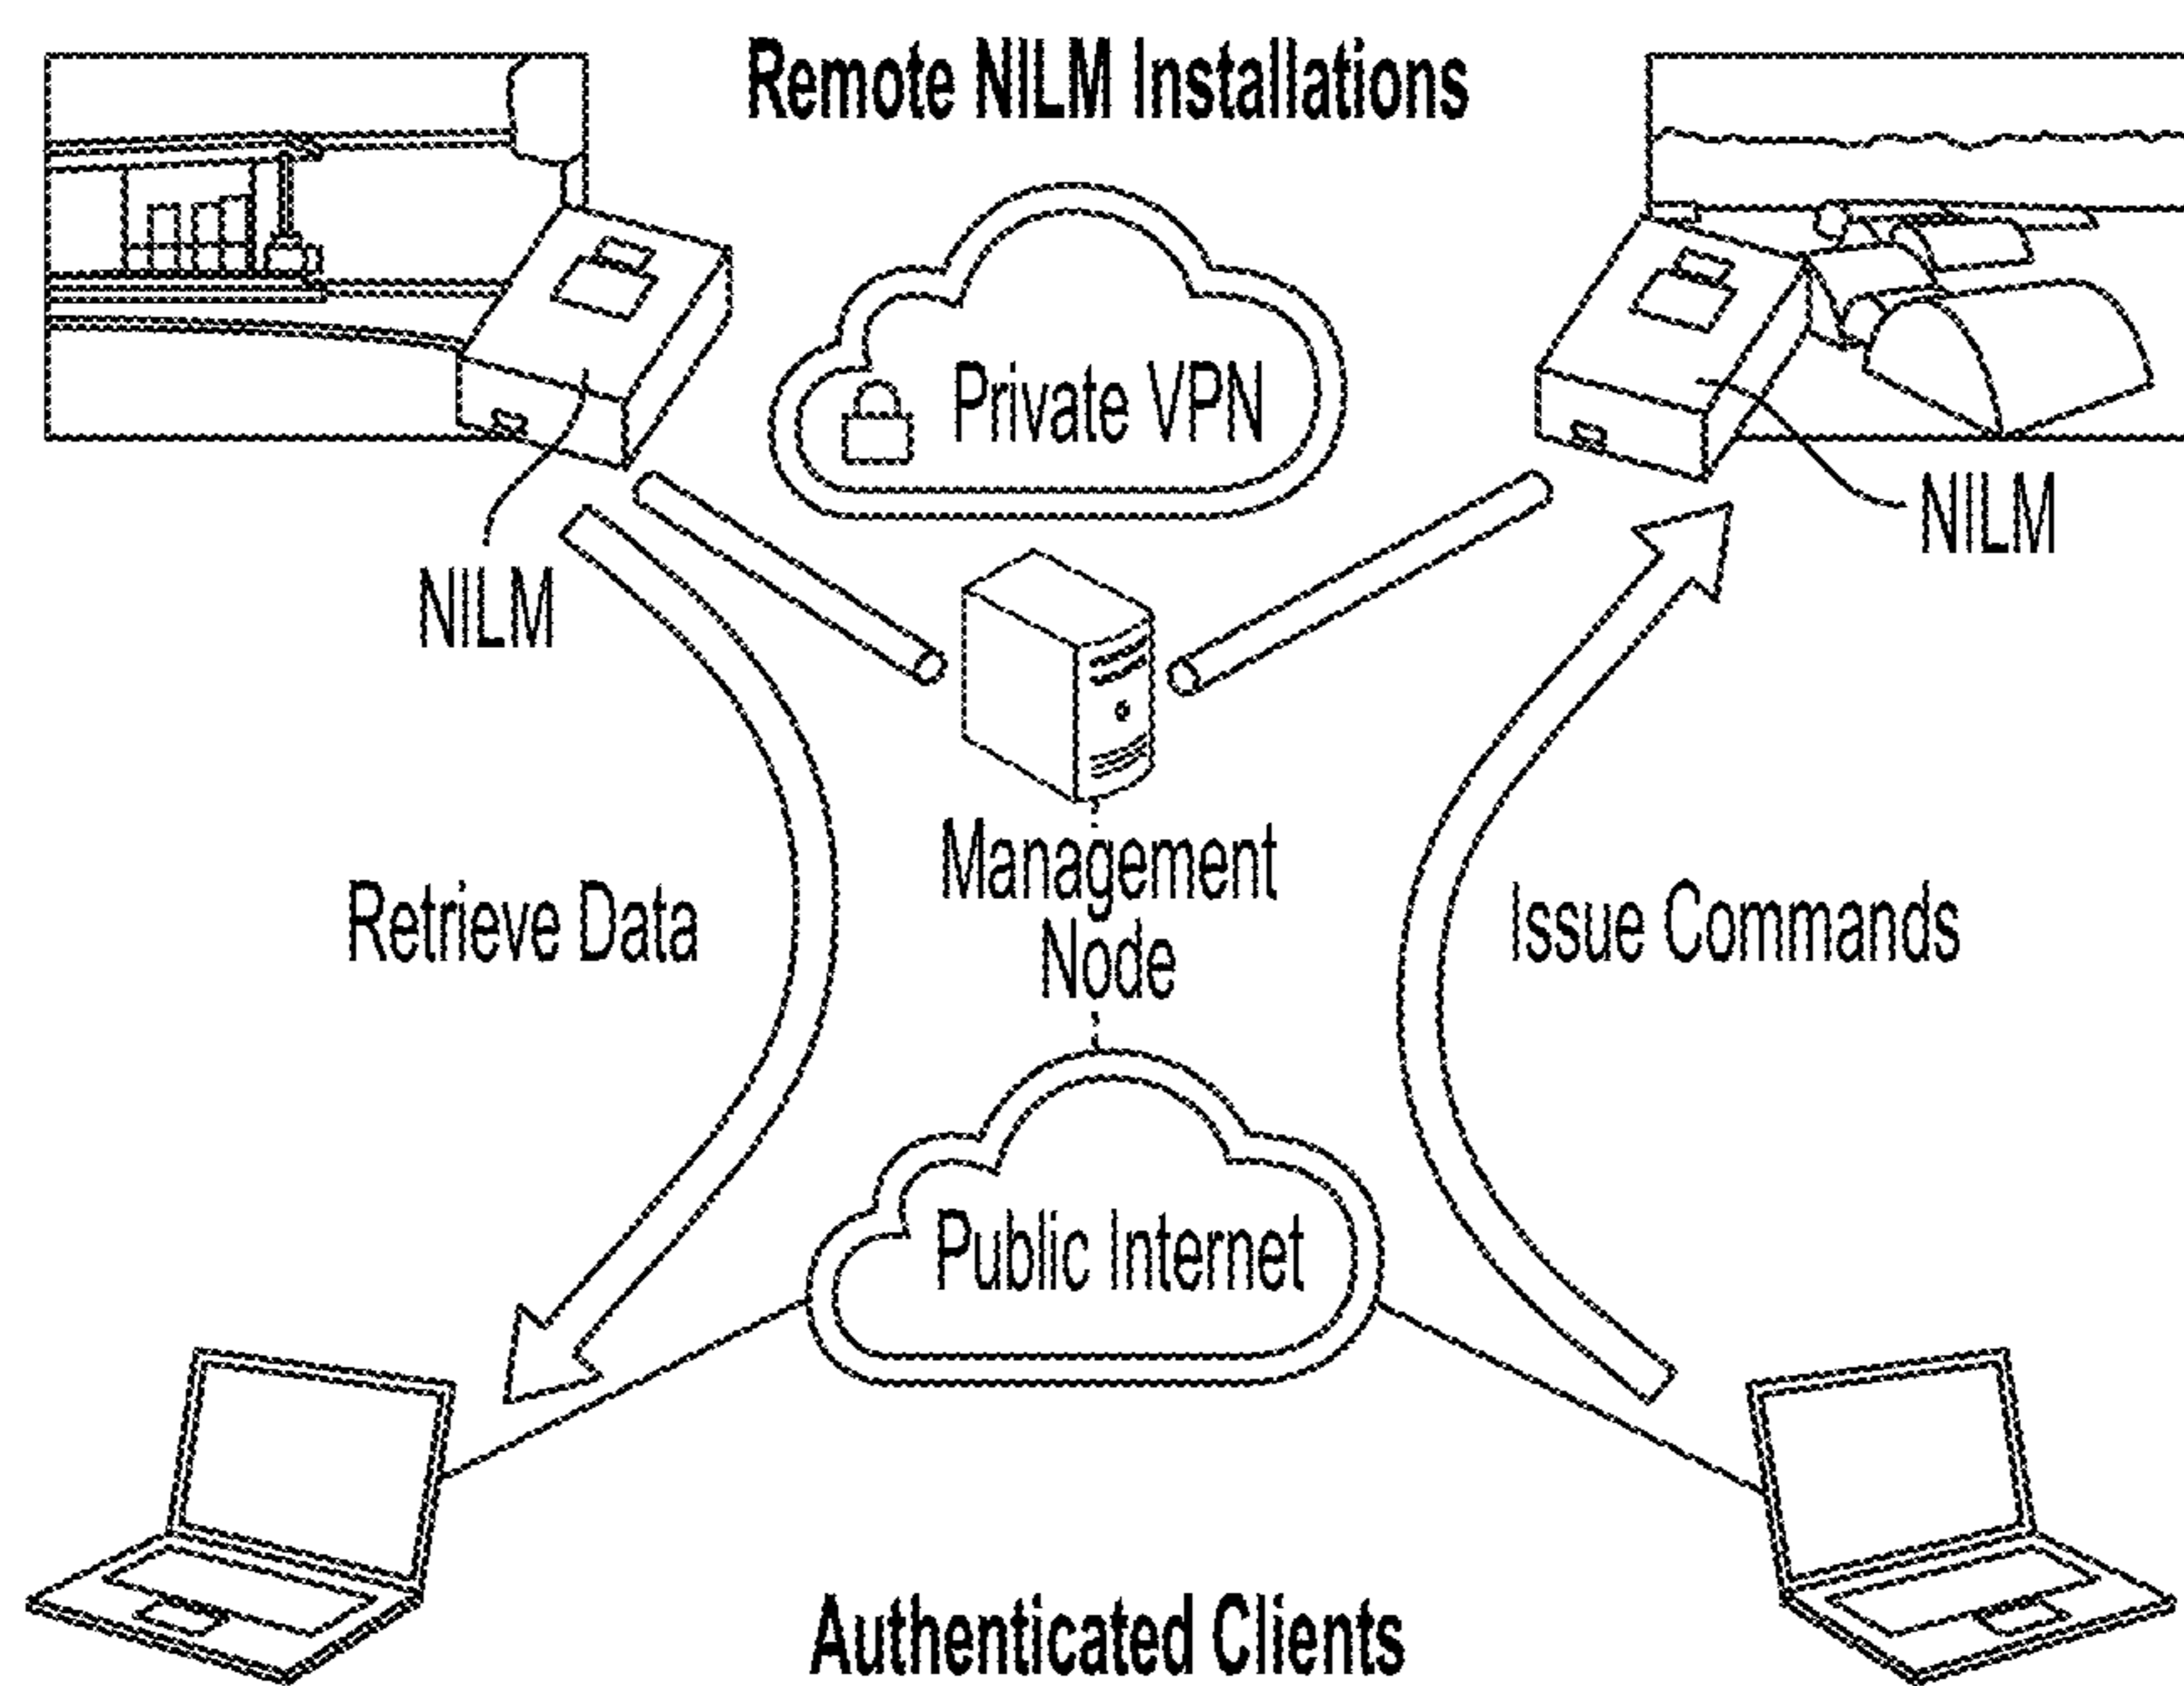 Remote NILM Installations
Private VPN
NILM
NILM
Management
Node
Retrieve Data
Issue Commands
Public Internet
Authenticated Clients